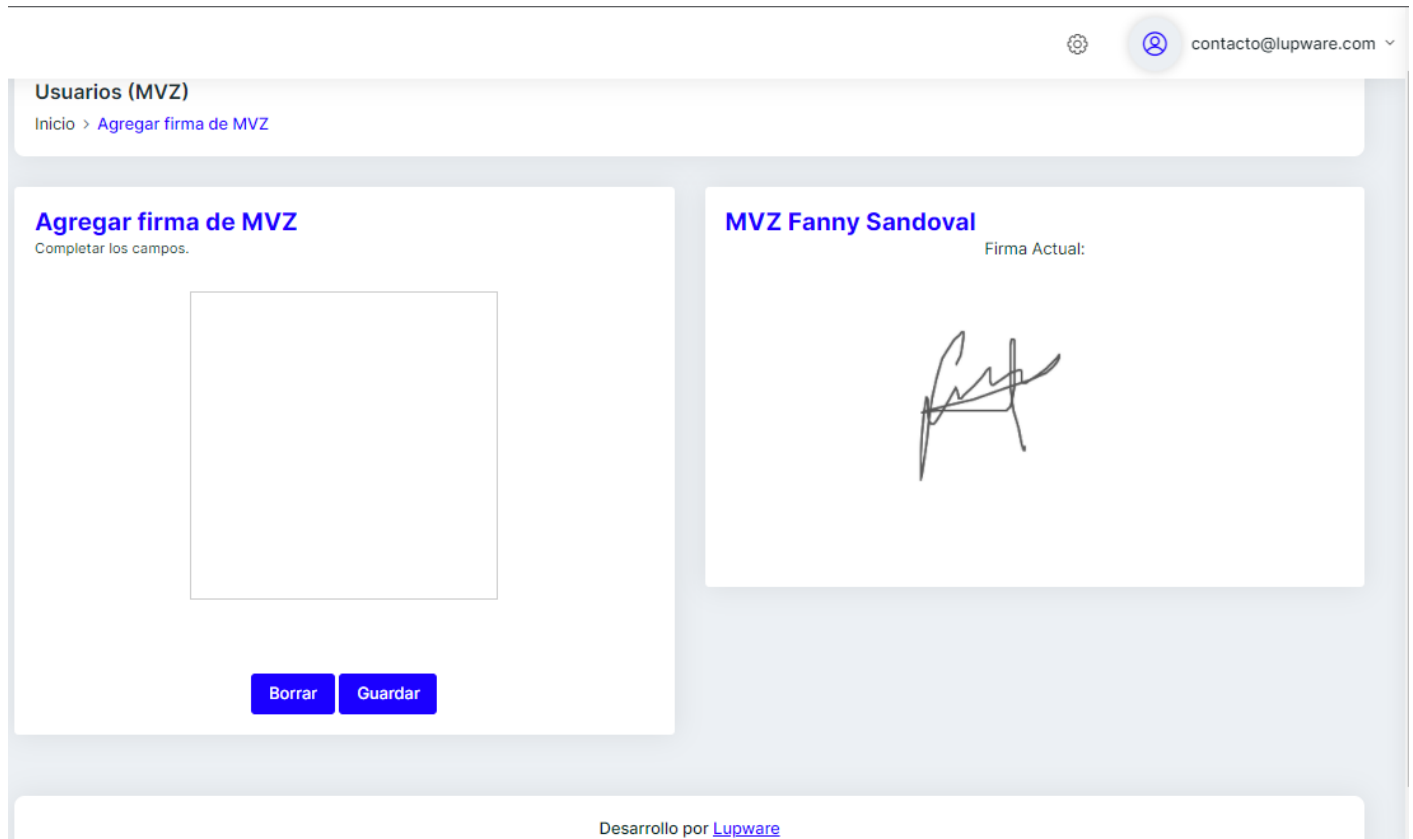 contacto@lupware.com
Usuarios (MVZ)
Inicio > Agregar firma de MVZ
Agregar firma de MVZ
Completar los campos.
Borrar Guardar
MVZ Fanny Sandoval
Firma Actual:
Desarrollo por Lupware